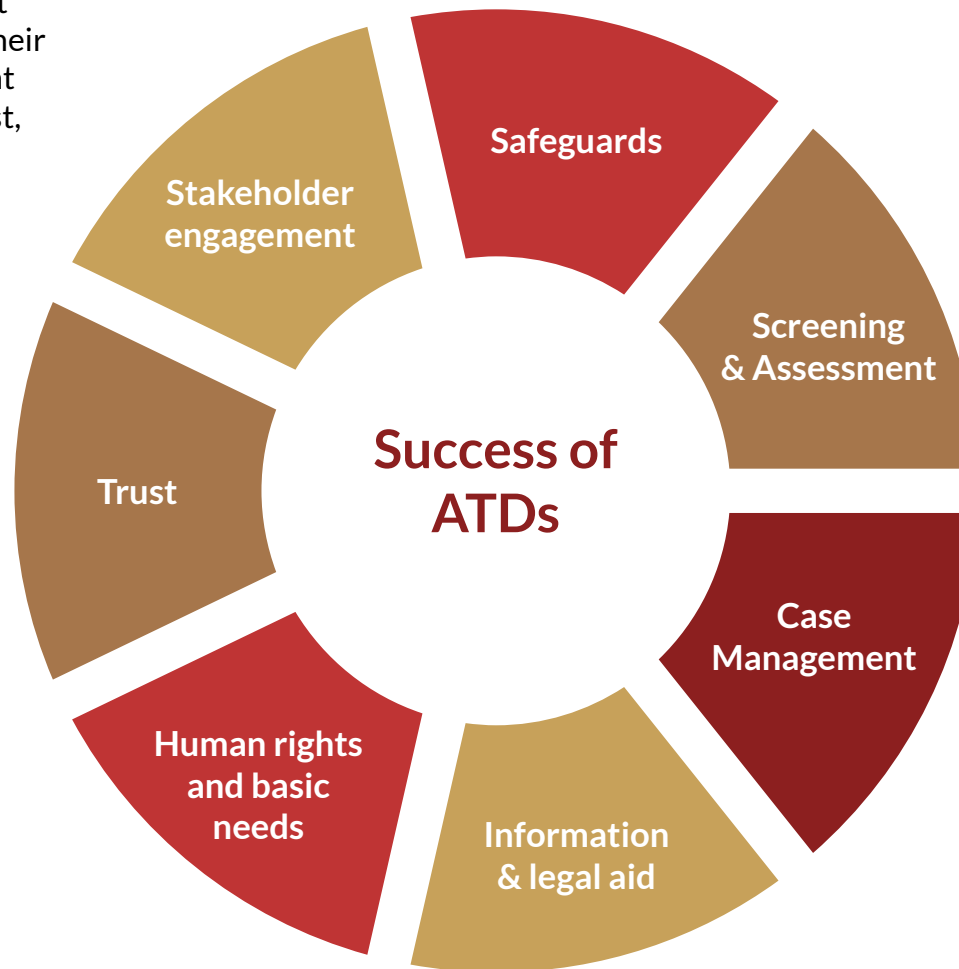 Safeguards
Stakeholder
engagement
Screening
& Assessment
Success of
ATDs
Trust
Case
Management
Human rights
and basic
needs
Information
& legal aid